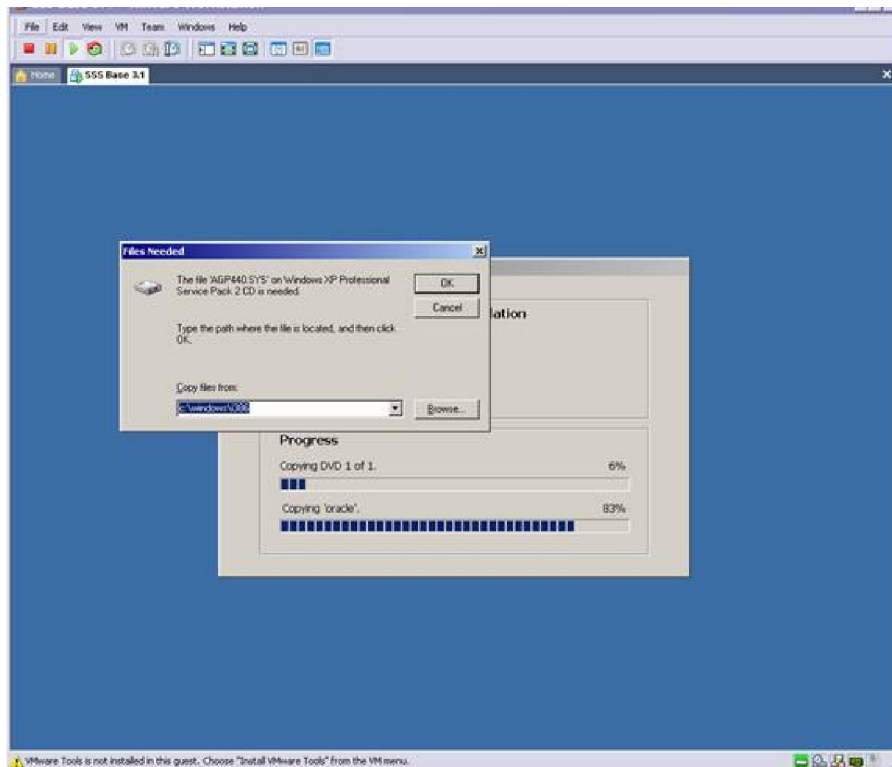 File Edit View VM Team Windows Help
Home SSS Base 3.1
Files Needed
The file 'AGP440.SYS' on Windows XP Professional
Service Pack 2 CD is needed.
Type the path where the file is located, and then click
OK.
OK
Cancel
Copy files from:
c:\windows\i386
Browse...
lation
Progress
Copying DVD 1 of 1.
6%
Copying 'oracle'.
83%
VMware Tools is not installed in this guest. Choose "Install VMware Tools" from the VM menu.